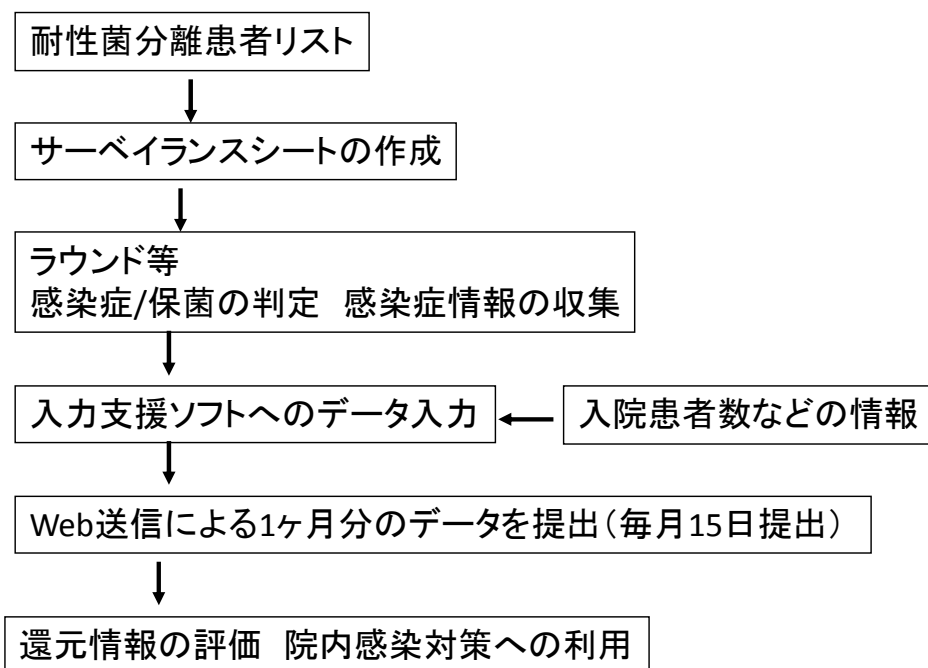 耐性菌分離患者リスト
サーベイランスシートの作成
ラウンド等
感染症/保菌の判定　感染症情報の収集
入力支援ソフトへのデータ入力
入院患者数などの情報
Web送信による1ヶ月分のデータを提出（毎月15日提出）
還元情報の評価　院内感染対策への利用